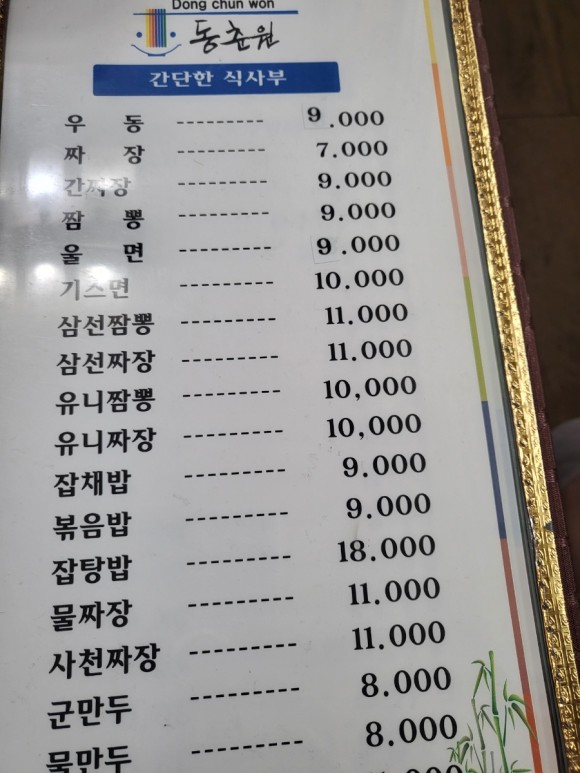 Dong chun won
동춘원
간단한 식사부
우 동 --------- 9.000
짜 장 --------- 7.000
간짜장 --------- 9.000
짬 뽕 --------- 9.000
울 면 --------- 9.000
기스면 --------- 10.000
삼선짬뽕 --------- 11.000
삼선짜장 --------- 11.000
유니짬뽕 --------- 10,000
유니짜장 --------- 10,000
잡채밥 --------- 9.000
볶음밥 --------- 9.000
잡탕밥 --------- 18.000
물짜장 --------- 11.000
사천짜장 --------- 11.000
군만두 --------- 8.000
물만두 --------- 8.000